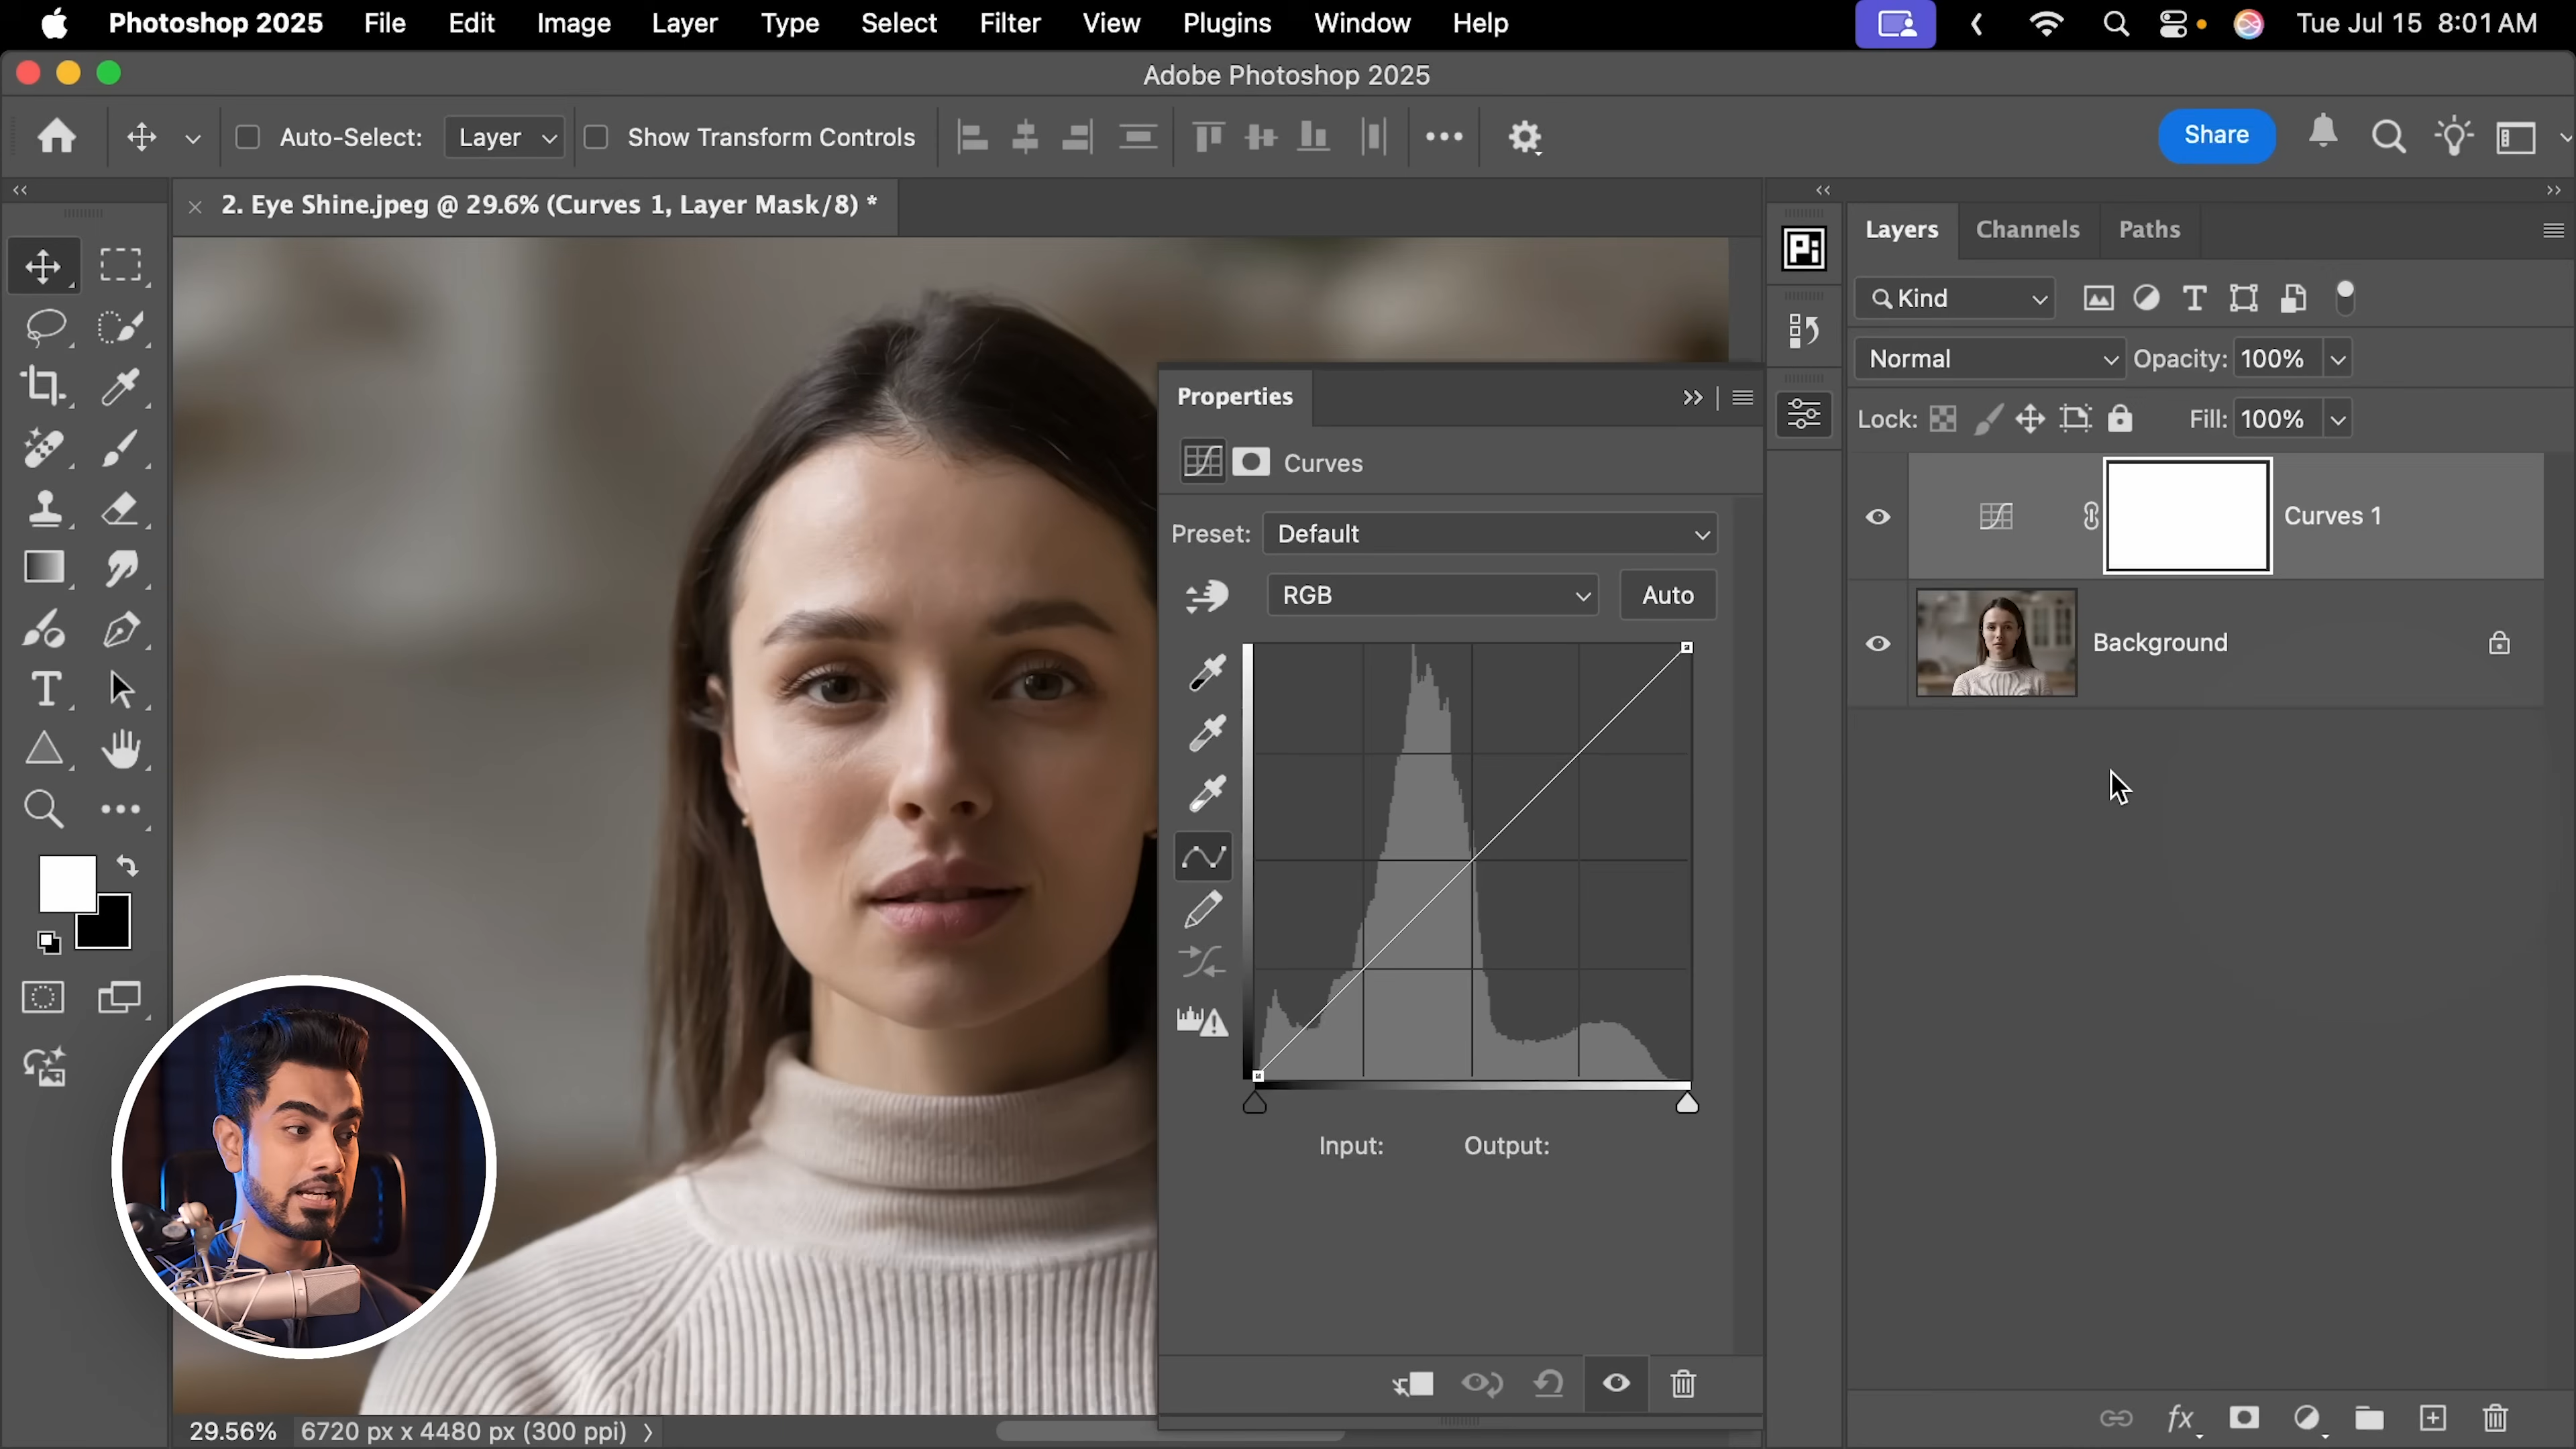 Photoshop 2025 File Edit Image Layer Type Select Filter View Plugins Window Help Tue Jul 15 8:01 AM
Adobe Photoshop 2025
Auto-Select: Layer Show Transform Controls Share
2. Eye Shine.jpeg @ 29.6% (Curves 1, Layer Mask/8) *
Layers Channels Paths
Kind
Normal Opacity: 100%
Lock: Fill: 100%
Curves 1
Background
Properties
Curves
Preset: Default
RGB Auto
Input: Output:
29.56% 6720 px x 4480 px (300 ppi)